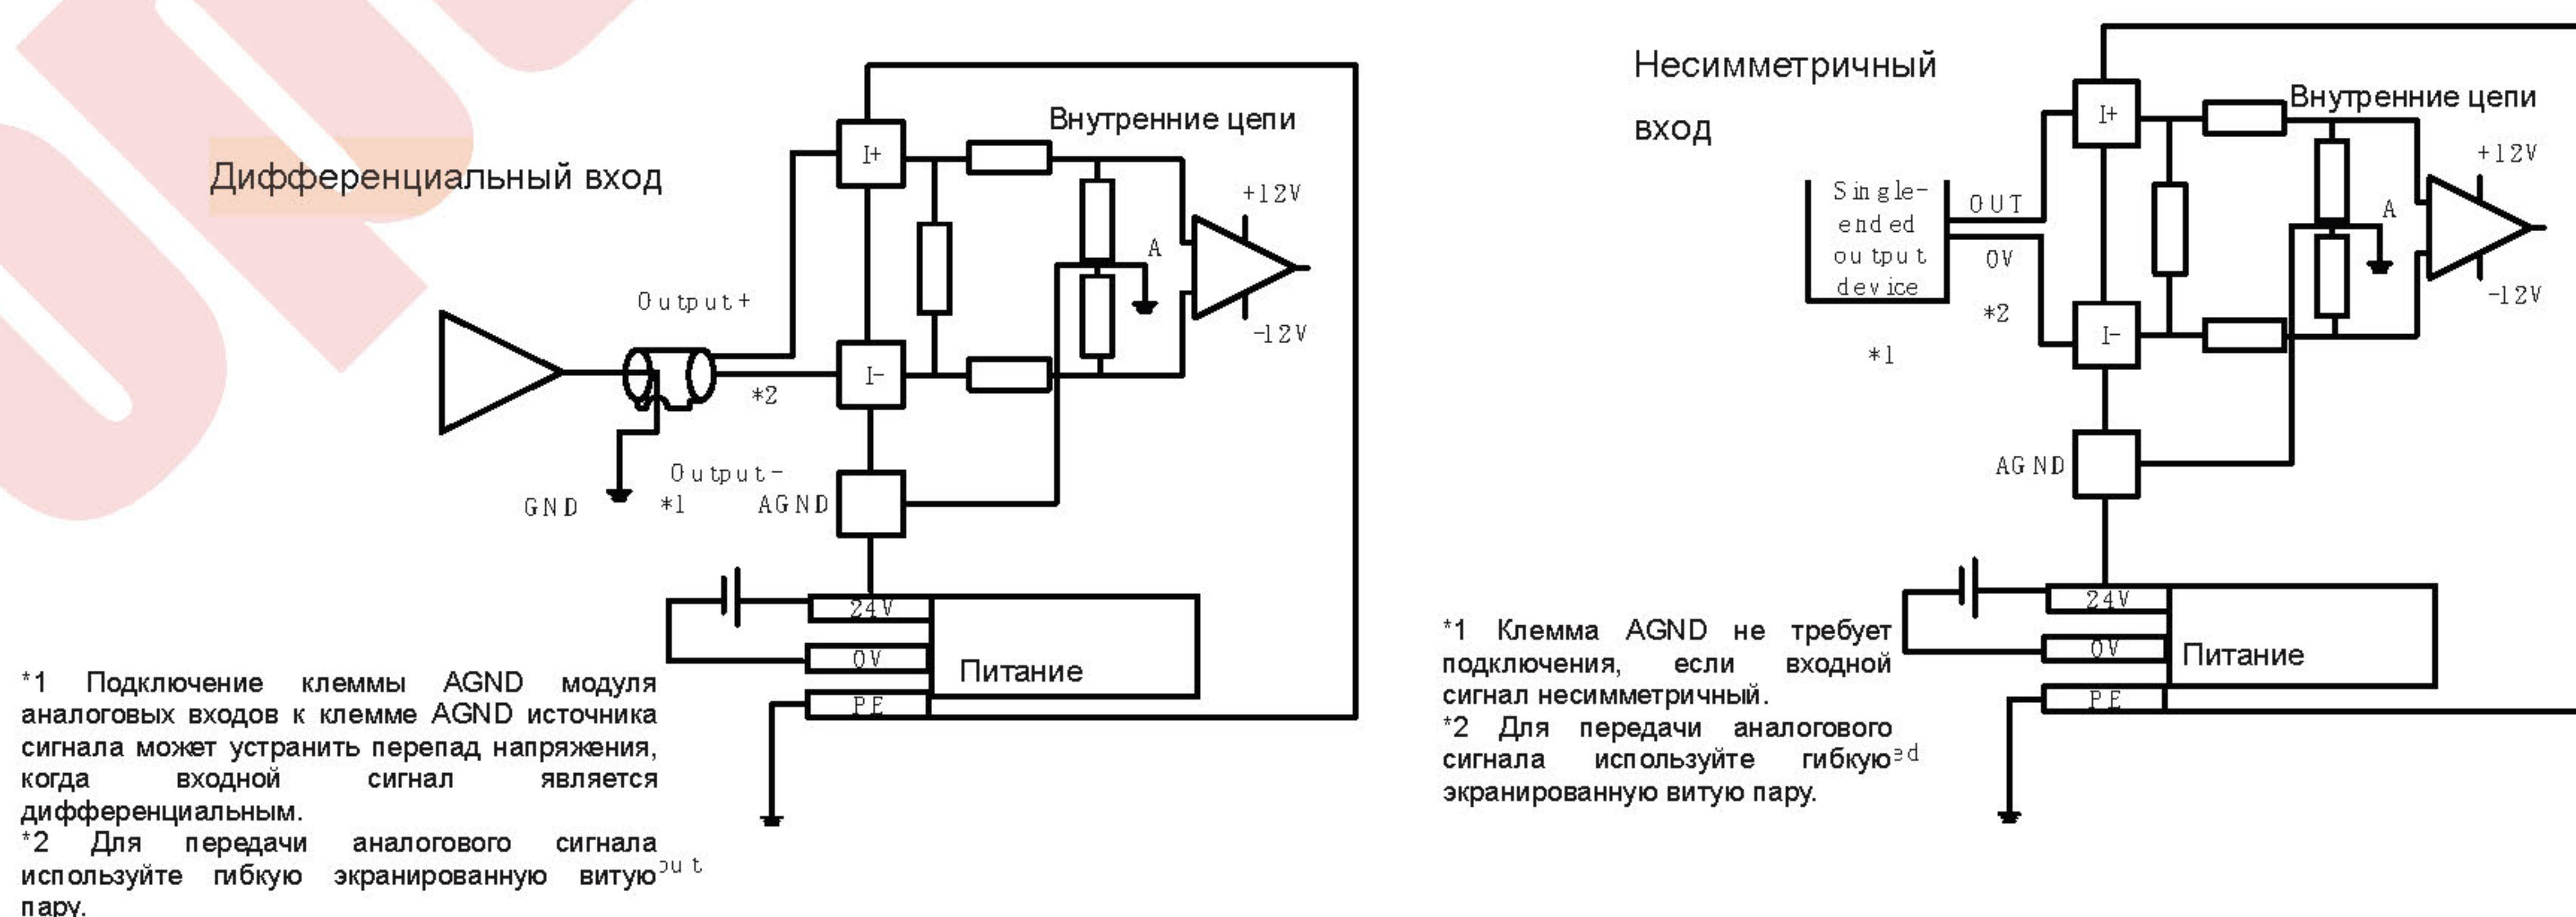 Дифференциальный вход
Внутренние цепи
I+
+12V
A
-12V
Output+
I-
*2
Output-
GND
*1
AGND
24V
0V
Питание
PE
*1 Подключение клеммы AGND модуля
аналоговых входов к клемме AGND источника
сигнала может устранить перепад напряжения,
когда входной сигнал является
дифференциальным.
*2 Для передачи аналогового сигнала
используйте гибкую экранированную витую
пару.
Несимметричный
вход
Внутренние цепи
I+
+12V
Single-
ended
output
device
OUT
0V
A
-12V
*2
*1
I-
AGND
24V
0V
Питание
PE
*1 Клемма AGND не требует
подключения, если входной
сигнал несимметричный.
*2 Для передачи аналогового
сигнала используйте гибкую
экранированную витую пару.